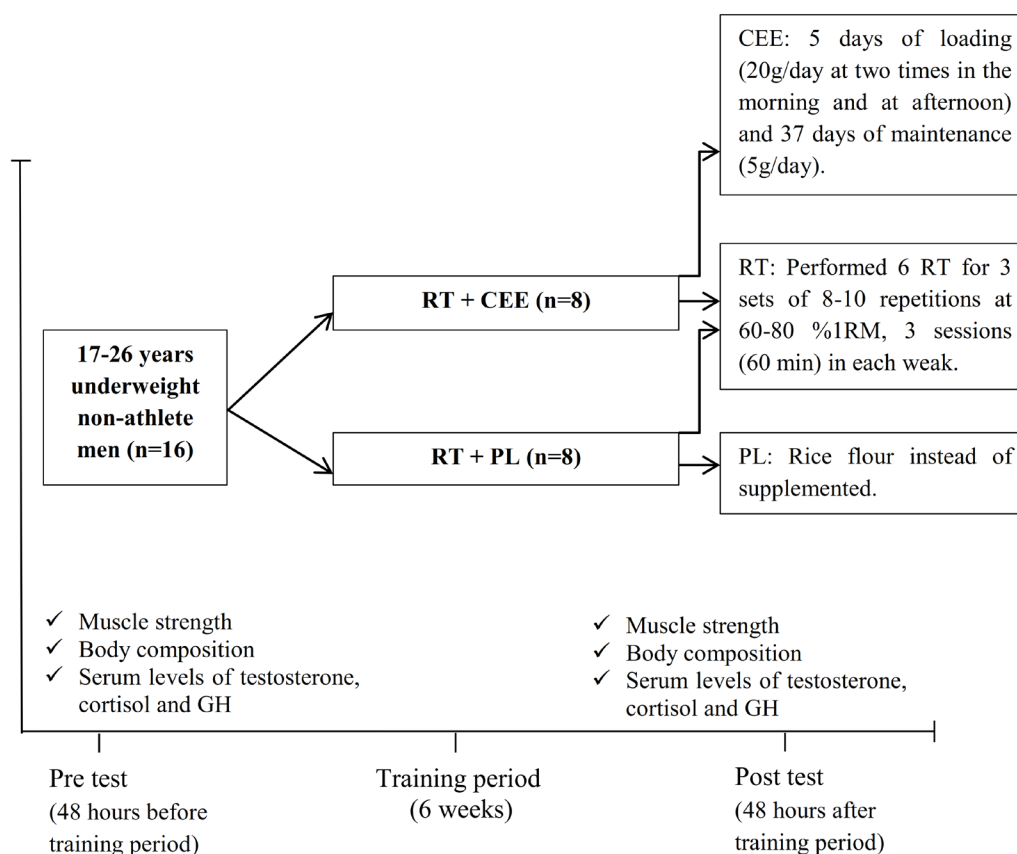 CEE: 5 days of loading
(20g/day at two times in the
morning and at afternoon)
and 37 days of maintenance
(5g/day).
RT + CEE (n=8)
RT: Performed 6 RT for 3
sets of 8-10 repetitions at
60-80 %1RM, 3 sessions
(60 min) in each weak.
17-26 years
underweight
non-athlete
men (n=16)
RT + PL (n=8)
PL: Rice flour instead of
supplemented.
✓ Muscle strength
✓ Body composition
✓ Serum levels of testosterone,
cortisol and GH
✓ Muscle strength
✓ Body composition
✓ Serum levels of testosterone,
cortisol and GH
Pre test
(48 hours before
training period)
Training period
(6 weeks)
Post test
(48 hours after
training period)